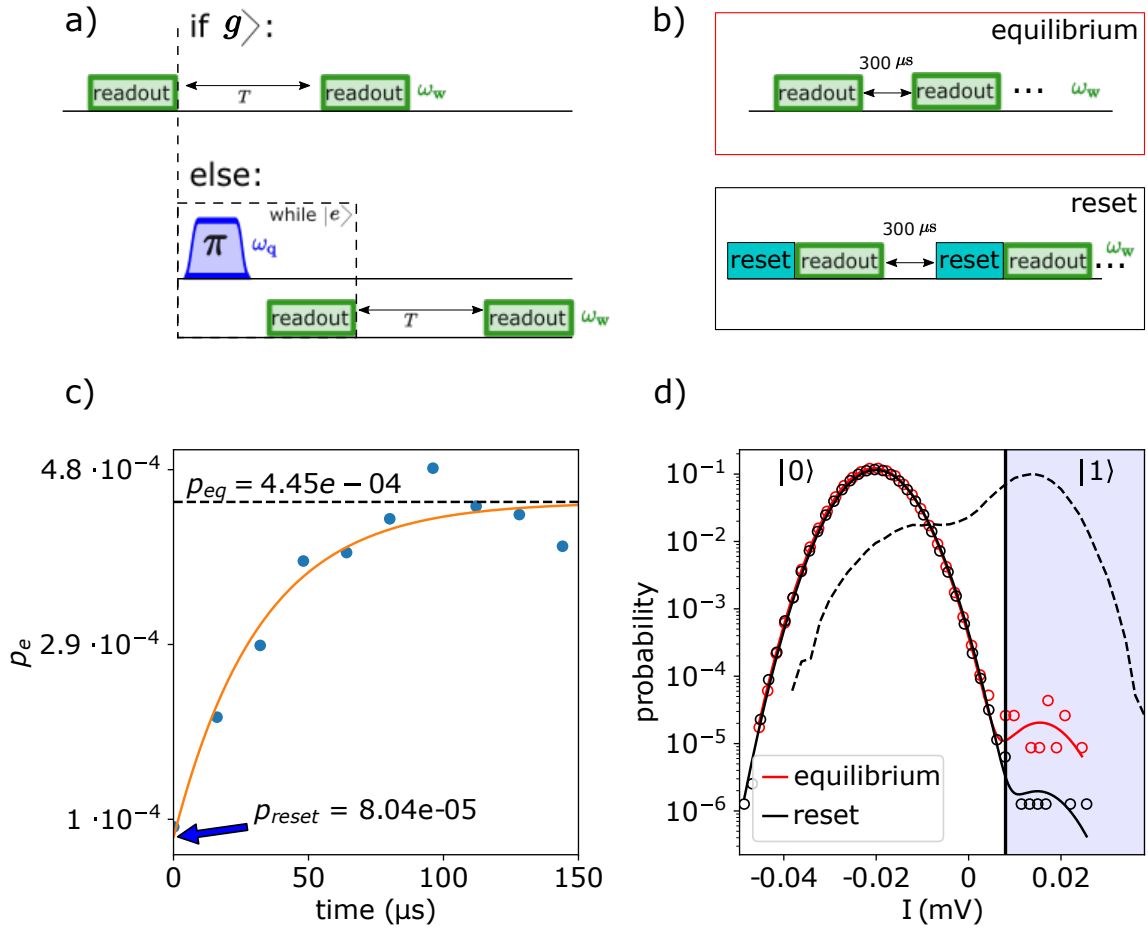 a)
if g⟩:
readout
T
readout
ω_w
else:
while |e⟩
π
ω_q
readout
T
readout
ω_w
b)
equilibrium
300 μs
readout
readout
...
ω_w
reset
300 μs
reset
readout
reset
readout
...
ω_w
c)
4.8 ·10⁻⁴
2.9 ·10⁻⁴
1 ·10⁻⁴
p_e
p_eq = 4.45e − 04
p_reset = 8.04e-05
0
50
100
150
time (μs)
d)
|0⟩
|1⟩
10⁻¹
10⁻²
10⁻³
10⁻⁴
10⁻⁵
10⁻⁶
probability
equilibrium
reset
-0.04
-0.02
0
0.02
I (mV)